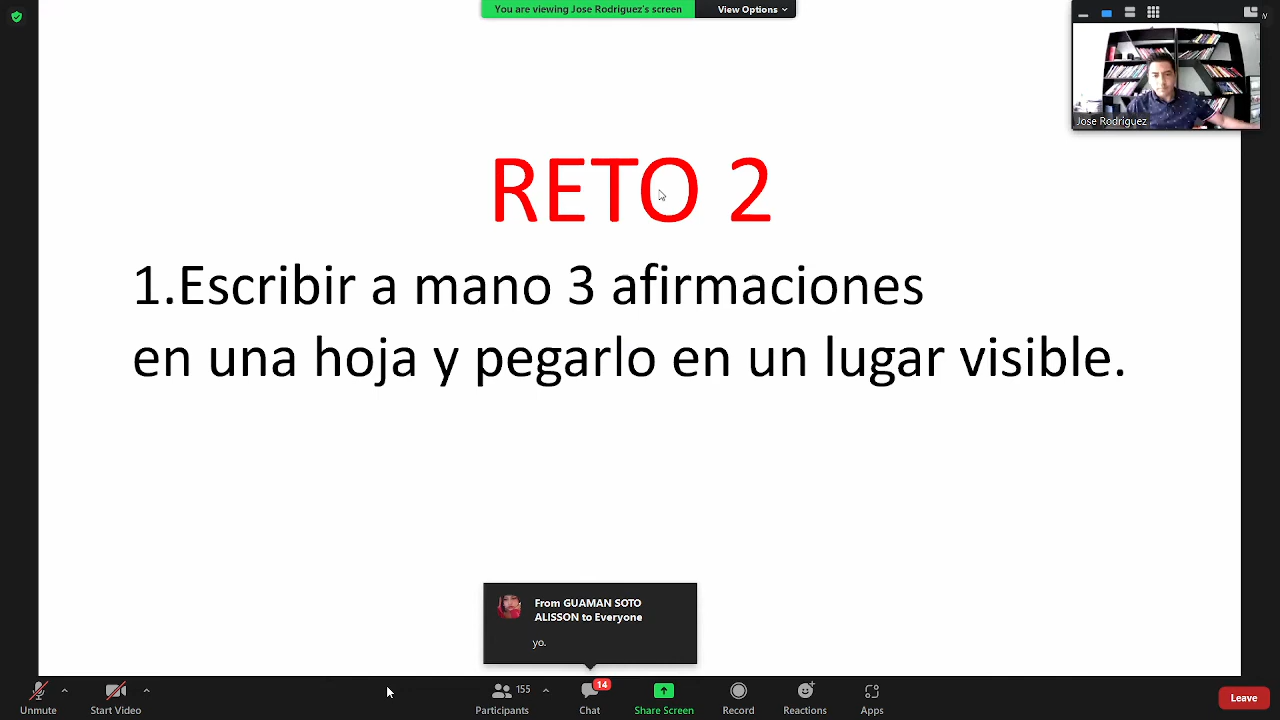 You are viewing Jose Rodriguez's screen
View Options
Jose Rodriguez
RETO 2
1.Escribir a mano 3 afirmaciones
en una hoja y pegarlo en un lugar visible.
From GUAMAN SOTO
ALISSON to Everyone
yo.
155
14
Unmute
Start Video
Participants
Chat
Share Screen
Record
Reactions
Apps
Leave